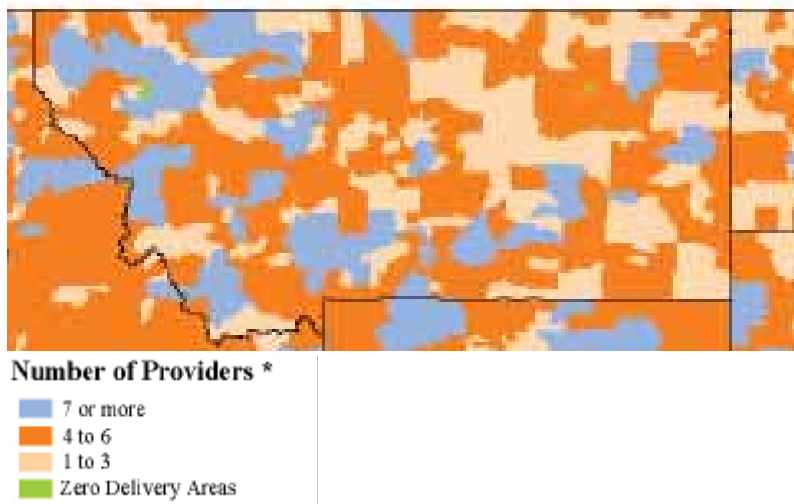 Number of Providers *
7 or more
4 to 6
1 to 3
Zero Delivery Areas